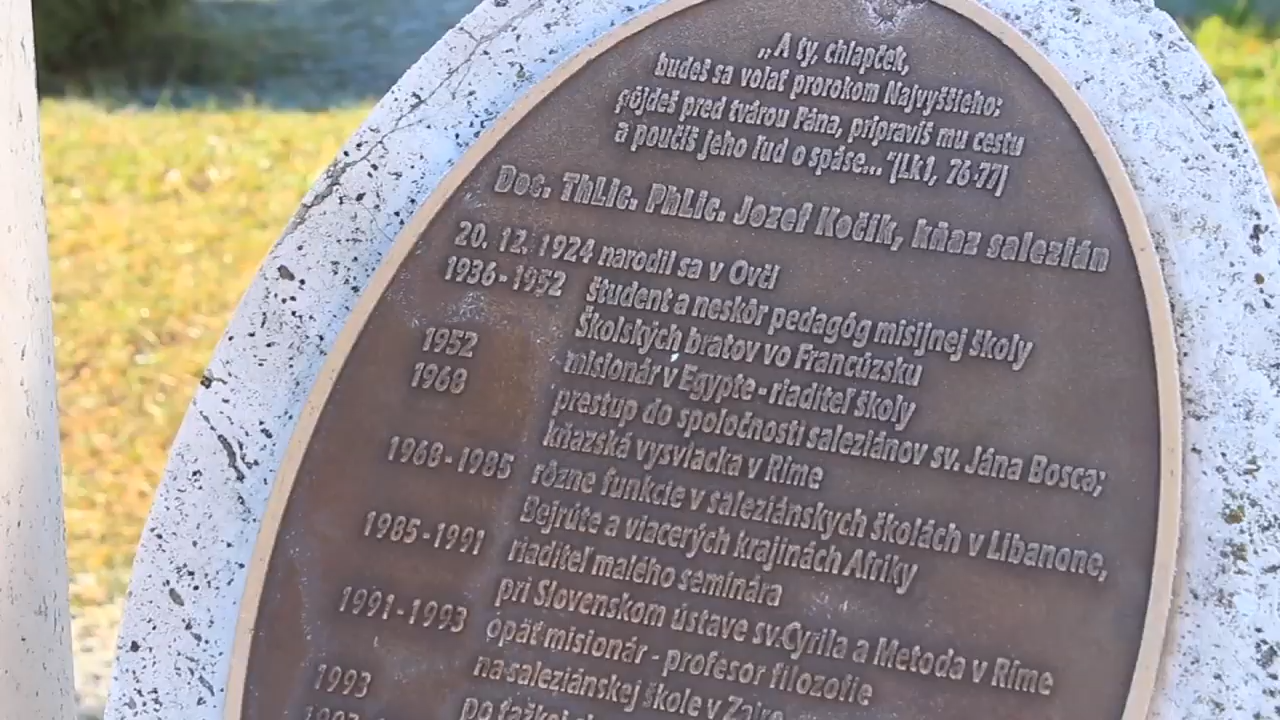 „A ty, chlapček,
budeš sa volať prorokom Najvyššieho:
pôjdeš pred tvárou Pána, pripravíš mu cestu
a poučíš jeho ľud o spáse..."[Lk1, 76-77]
Doc. ThLic. PhLic. Jozef Kočík, kňaz salezián
20. 12. 1924 narodil sa v Ovčí
1936-1952 študent a neskôr pedagóg misijnej školy
Školských bratov vo Francúzsku
1952 misionár v Egypte - riaditeľ školy
1968 prestup do spoločnosti saleziánov sv. Jána Bosca;
kňazská vysviacka v Ríme
1968-1985 rôzne funkcie v saleziánskych školách v Libanone,
Bejrúte a viacerých krajinách Afriky
1985-1991 riaditeľ malého seminára
pri Slovenskom ústave sv.Cyrila a Metoda v Ríme
1991-1993 opäť misionár - profesor filozofie
na saleziánskej škole v Zaire
1993 po ťažkej